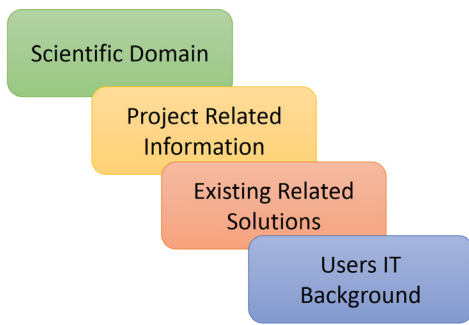 Scientific Domain
Project Related
Information
Existing Related
Solutions
Users IT
Background